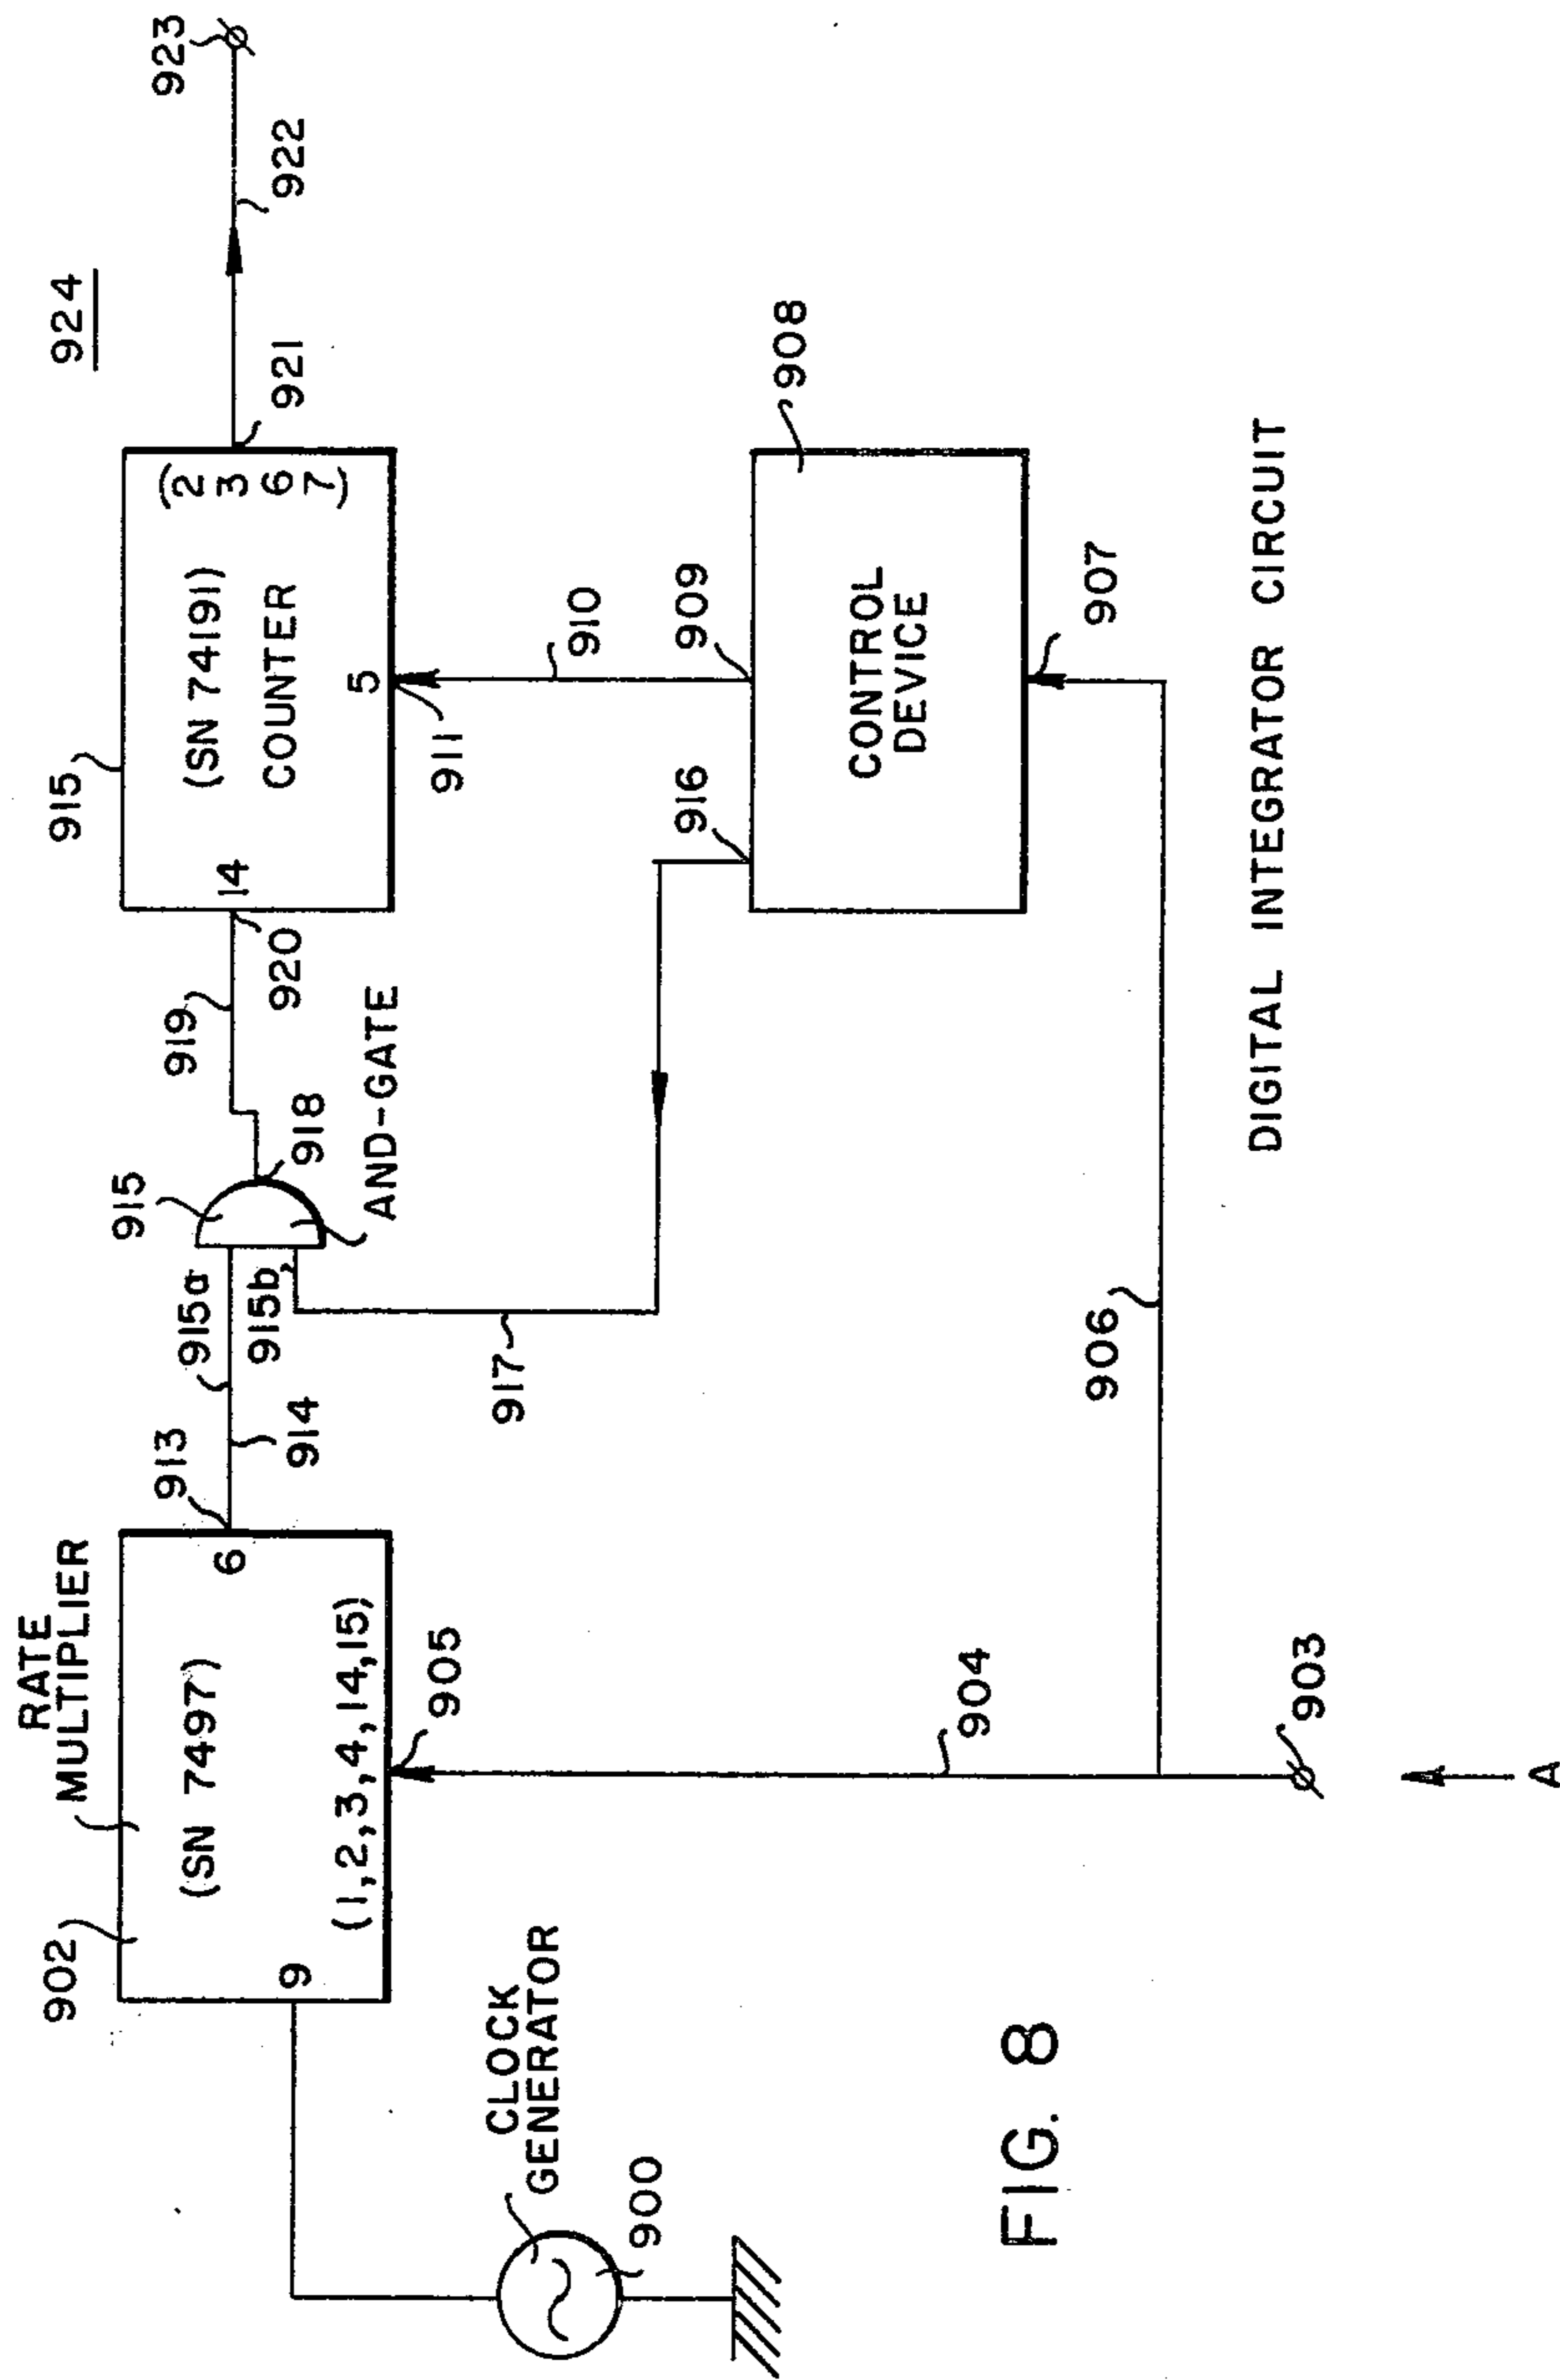 924
RATE
MULTIPLIER
902
(SN 7497)
9
6
(1,2,3,4,14,15)
905
913
914
915a
915b
915
918
AND-GATE
919
920
915
14
(SN 74191)
COUNTER
(2
3
6
7)
5
911
921
922
923
917
916
909
910
CONTROL
DEVICE
908
907
CLOCK
GENERATOR
900
904
906
903
A
DIGITAL INTEGRATOR CIRCUIT
FIG. 8